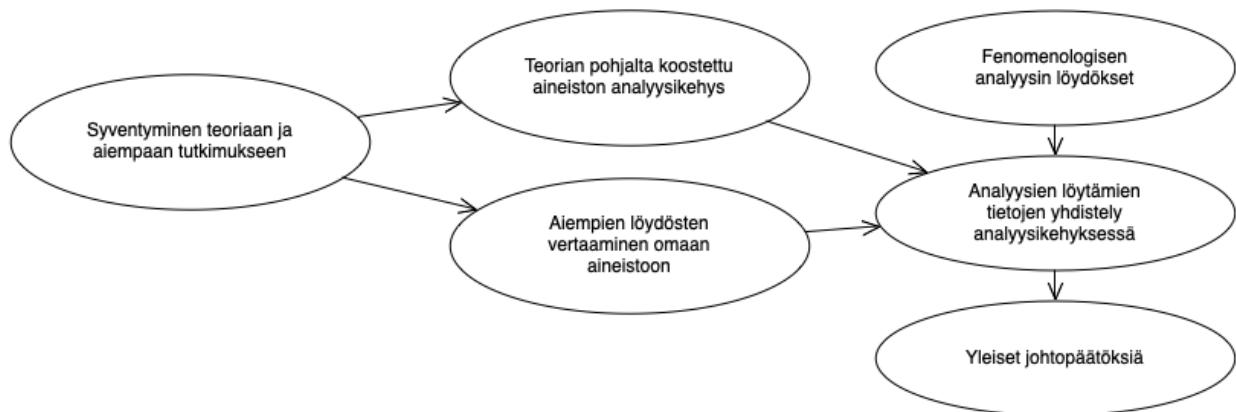 Syventyminen teoriaan ja
aiempaan tutkimukseen
Teorian pohjalta koostettu
aineiston analyysikehys
Aiempien löydösten
vertaaminen omaan
aineistoon
Fenomenologisen
analyysin löydökset
Analyysien löytämien
tietojen yhdistely
analyysikehyksessä
Yleiset johtopäätöksiä